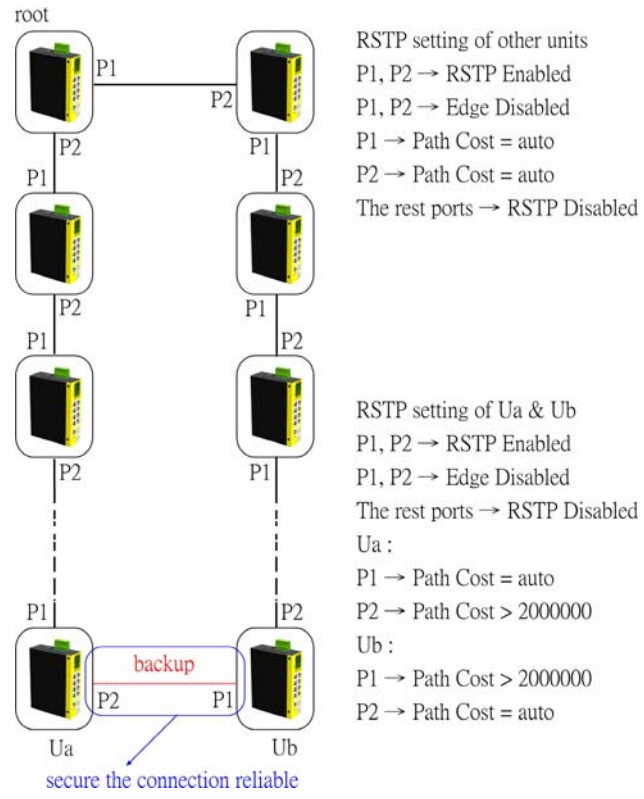 root
P1
P2
P2
P1
P1
P2
P2
P1
P1
P2
P2
P1
P1
P2
backup
P2
P1
Ua
Ub
secure the connection reliable
RSTP setting of other units
P1, P2 → RSTP Enabled
P1, P2 → Edge Disabled
P1 → Path Cost = auto
P2 → Path Cost = auto
The rest ports → RSTP Disabled
RSTP setting of Ua & Ub
P1, P2 → RSTP Enabled
P1, P2 → Edge Disabled
The rest ports → RSTP Disabled
Ua :
P1 → Path Cost = auto
P2 → Path Cost > 2000000
Ub :
P1 → Path Cost > 2000000
P2 → Path Cost = auto